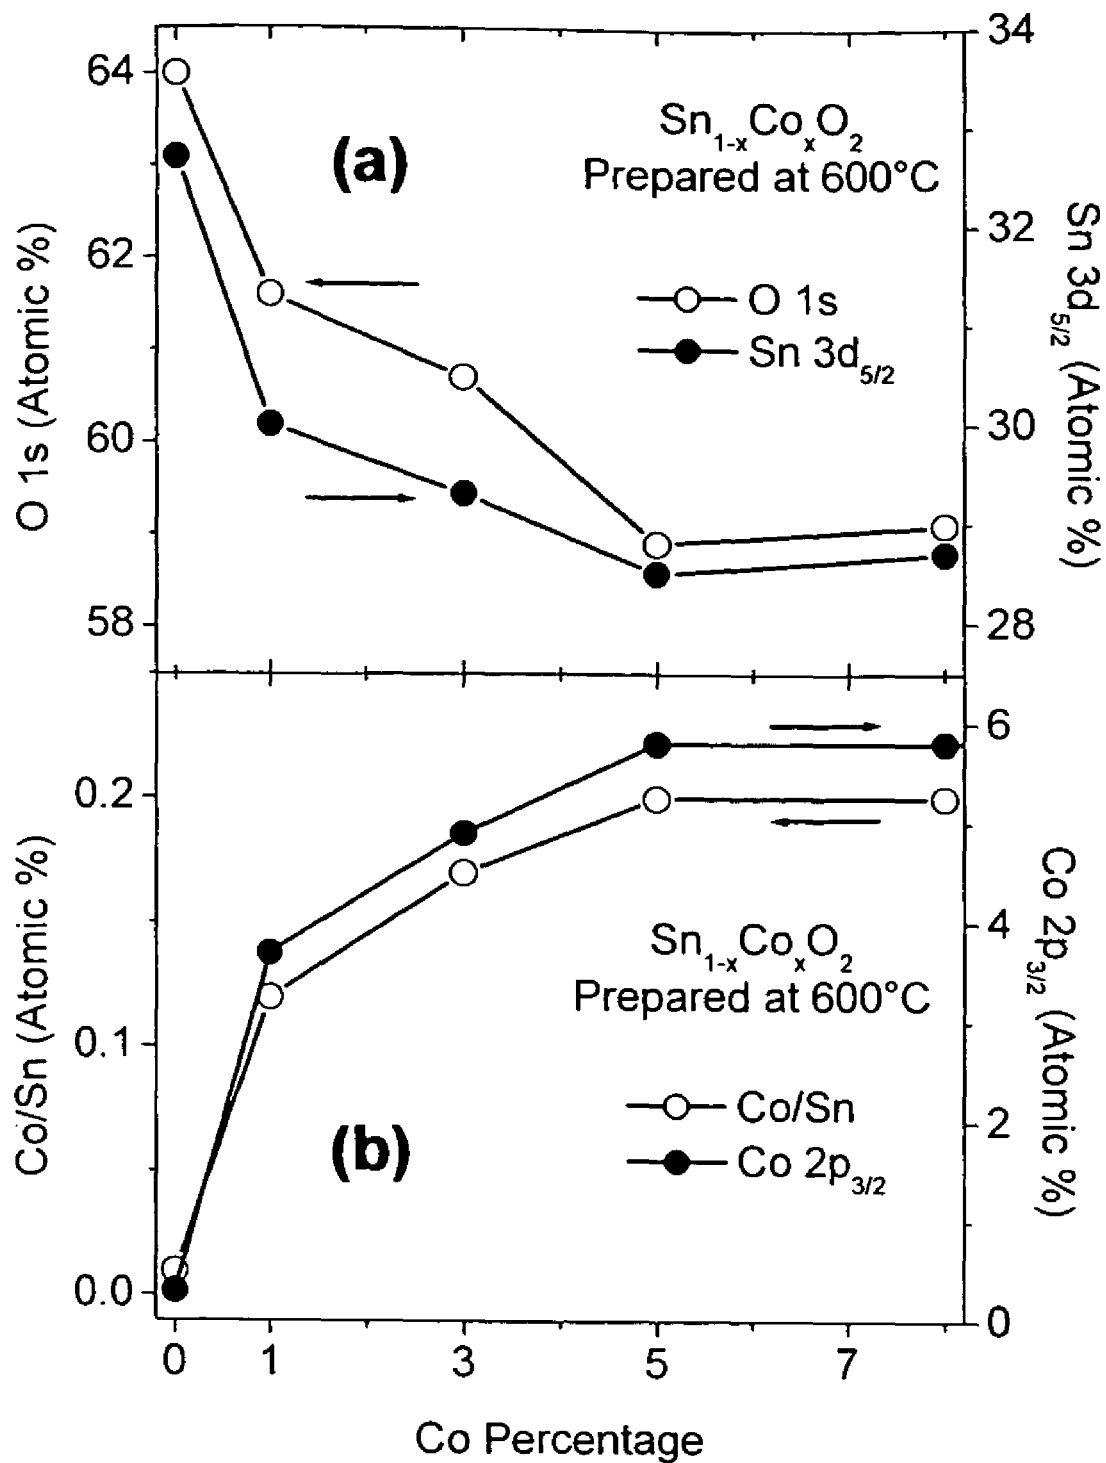 64
62
60
58
O 1s (Atomic %)
(a)
Sn₁₋ₓCoₓO₂
Prepared at 600°C
O 1s
Sn 3d₅/₂
34
32
30
28
Sn 3d₅/₂ (Atomic %)
0.2
0.1
0.0
Co/Sn (Atomic %)
(b)
Sn₁₋ₓCoₓO₂
Prepared at 600°C
Co/Sn
Co 2p₃/₂
6
4
2
0
Co 2p₃/₂ (Atomic %)
0 1 3 5 7
Co Percentage